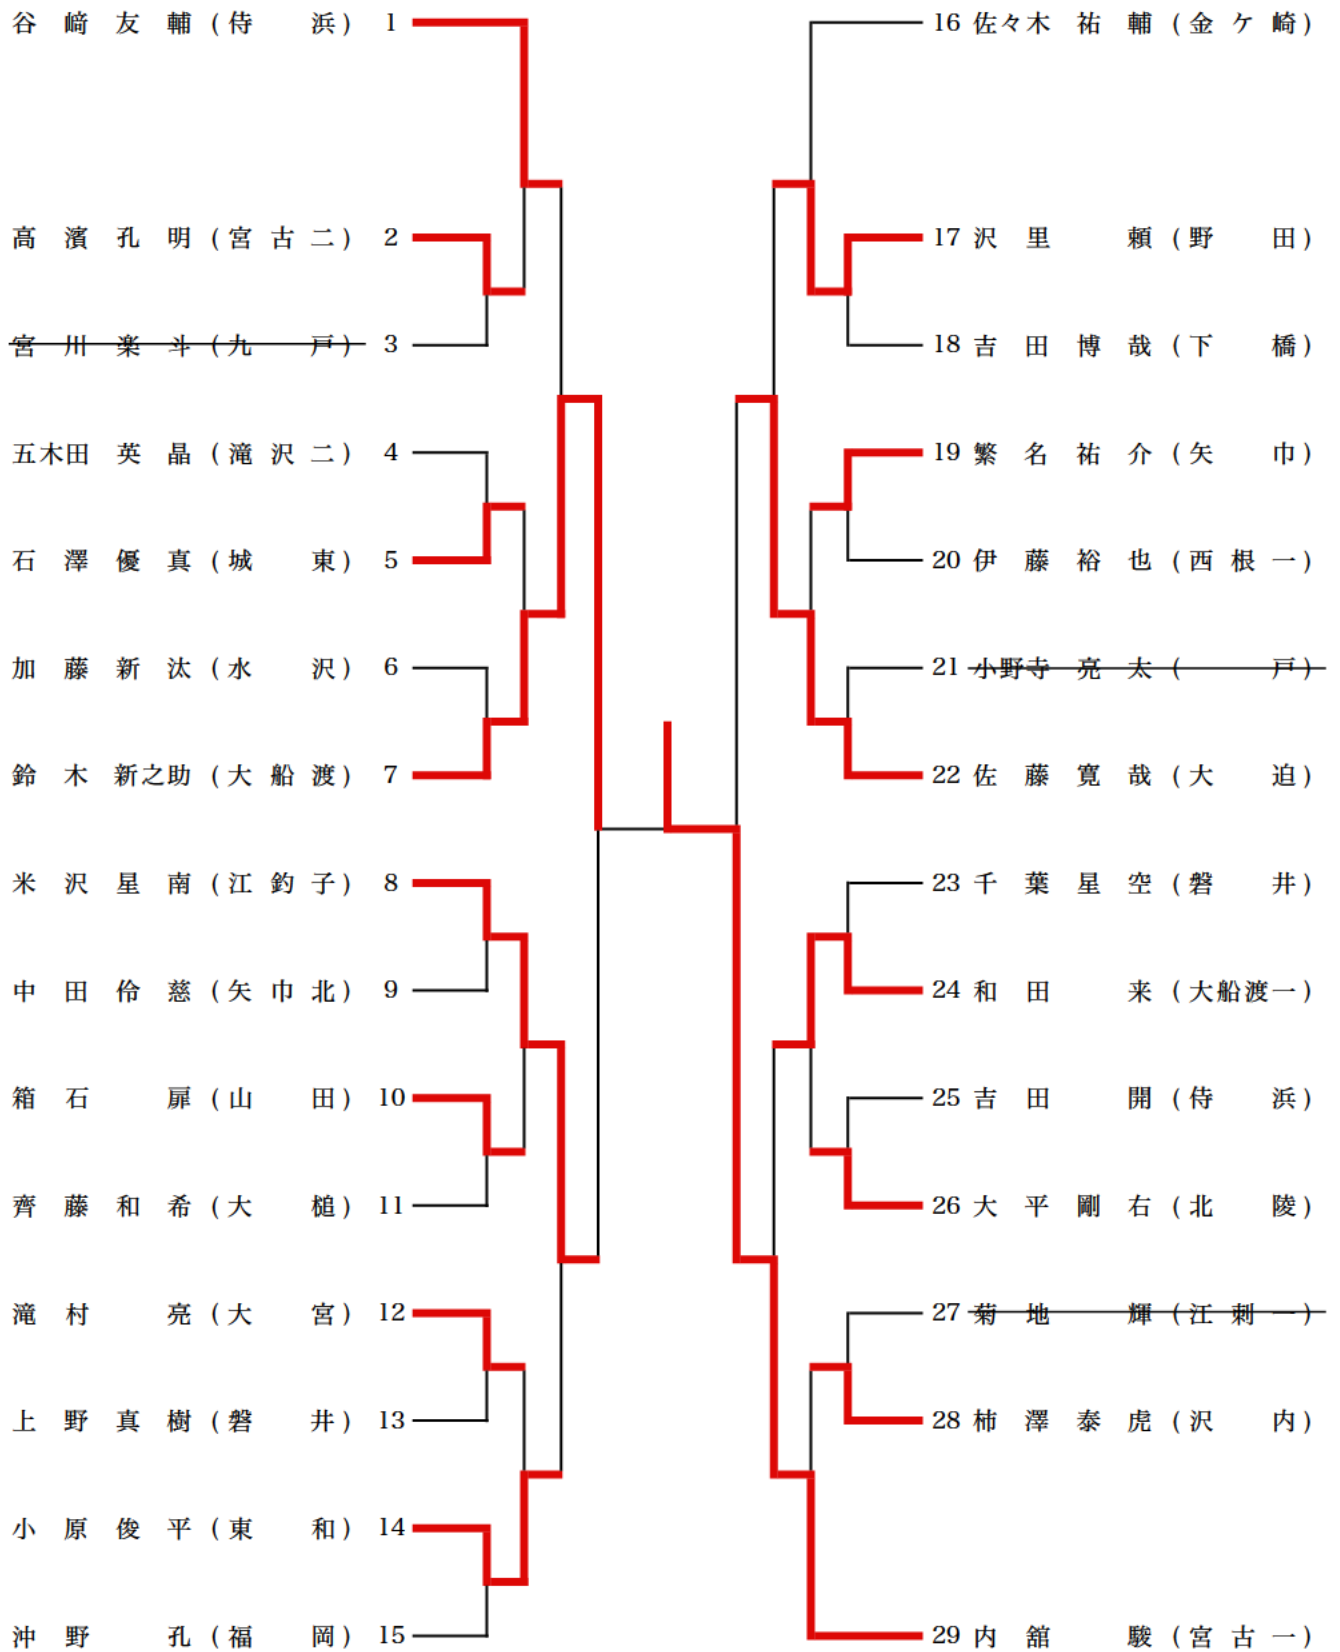 谷﨑友輔(侍浜) 1
高濱孔明(宮古二) 2
宮川楽斗(九戸) 3
五木田英晶(滝沢二) 4
石澤優真(城東) 5
加藤新汰(水沢) 6
鈴木新之助(大船渡) 7
米沢星南(江釣子) 8
中田伶慈(矢巾北) 9
箱石扉(山田) 10
齊藤和希(大槌) 11
滝村亮(大宮) 12
上野真樹(磐井) 13
小原俊平(東和) 14
沖野孔(福岡) 15
16 佐々木祐輔(金ケ崎)
17 沢里頼(野田)
18 吉田博哉(下橋)
19 繁名祐介(矢巾)
20 伊藤裕也(西根一)
21 小野寺亮太(戸)
22 佐藤寛哉(大迫)
23 千葉星空(磐井)
24 和田来(大船渡一)
25 吉田開(侍浜)
26 大平剛右(北陵)
27 菊地輝(江刺一)
28 柿澤泰虎(沢内)
29 内舘駿(宮古一)